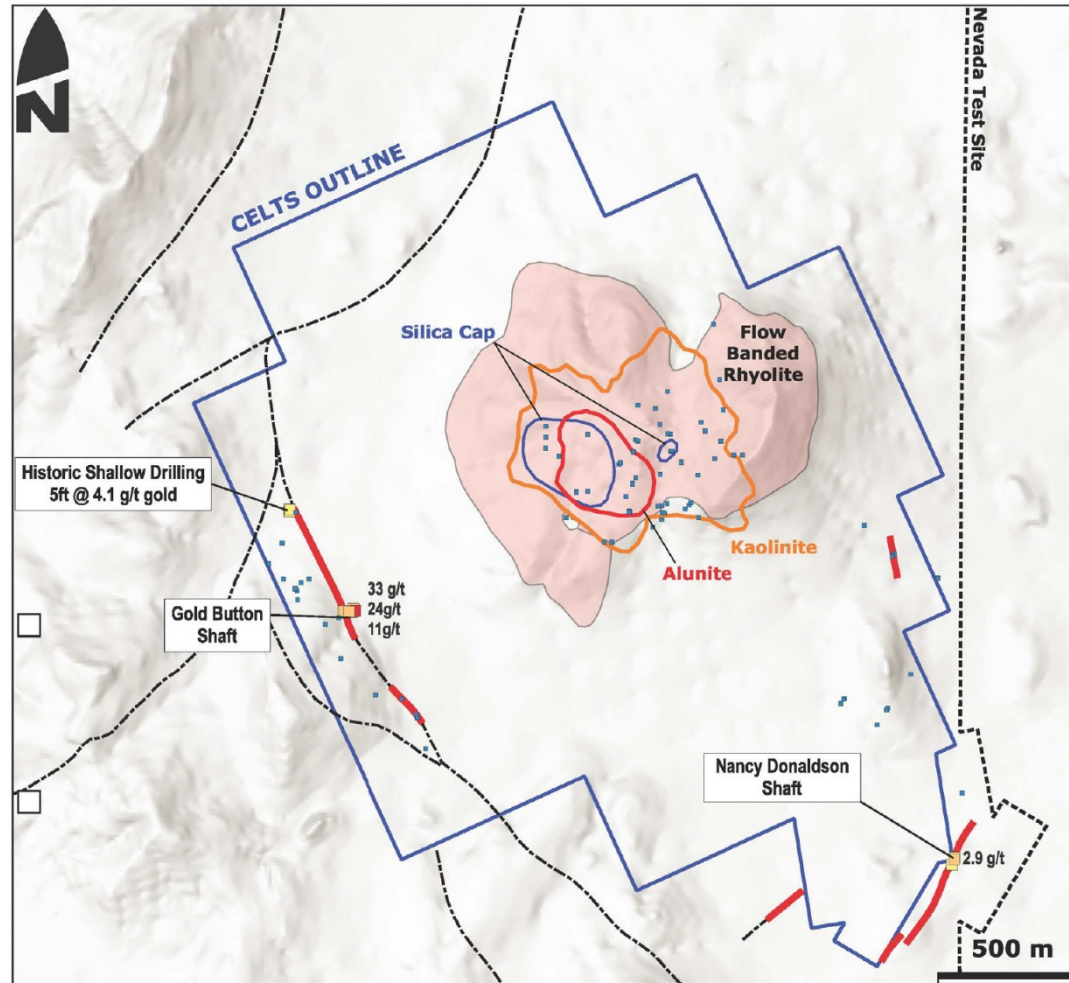 N
Nevada Test Site
CELTS OUTLINE
Silica Cap
Flow
Banded
Rhyolite
Historic Shallow Drilling
5ft @ 4.1 g/t gold
Kaolinite
Alunite
33 g/t
24g/t
11g/t
Gold Button
Shaft
Nancy Donaldson
Shaft
2.9 g/t
500 m